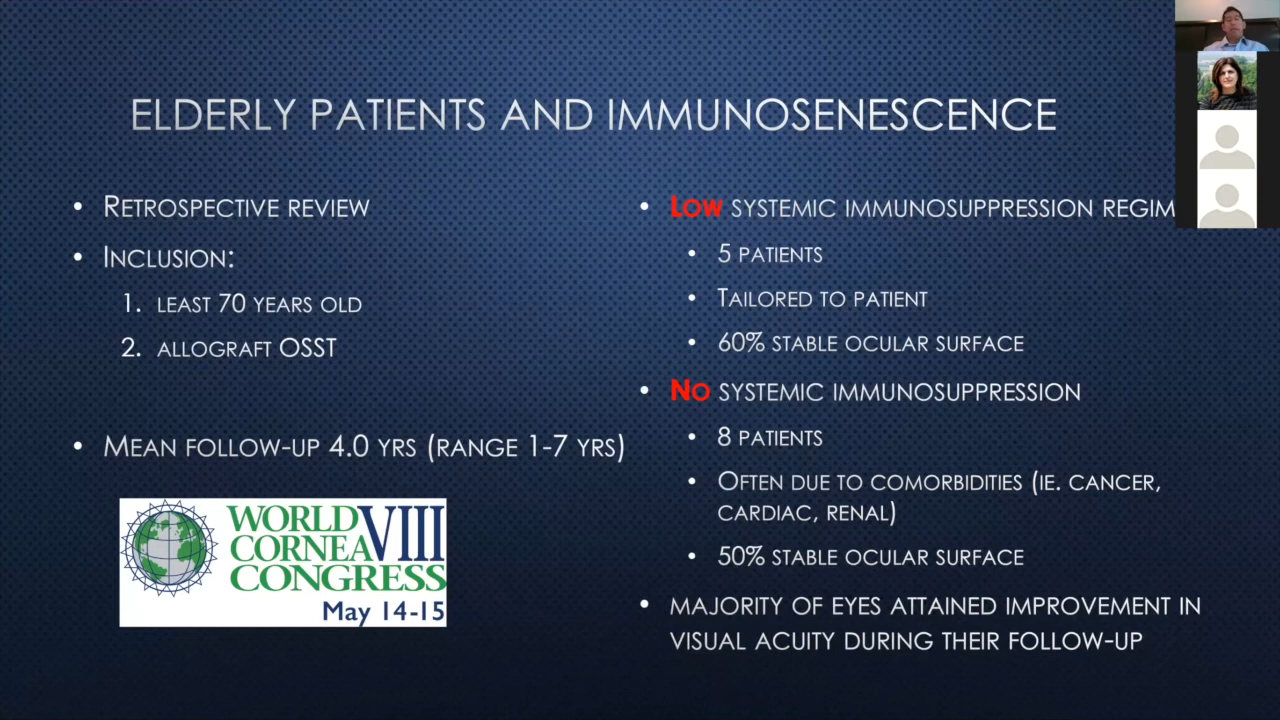 ELDERLY PATIENTS AND IMMUNOSENESCENCE
• RETROSPECTIVE REVIEW
• INCLUSION:
1. LEAST 70 YEARS OLD
2. ALLOGRAFT OSST
• MEAN FOLLOW-UP 4.0 YRS (RANGE 1-7 YRS)
WORLD VIII
CORNEA
CONGRESS
May 14-15
• LOW SYSTEMIC IMMUNOSUPPRESSION REGIM
• 5 PATIENTS
• TAILORED TO PATIENT
• 60% STABLE OCULAR SURFACE
• NO SYSTEMIC IMMUNOSUPPRESSION
• 8 PATIENTS
• OFTEN DUE TO COMORBIDITIES (IE. CANCER,
CARDIAC, RENAL)
• 50% STABLE OCULAR SURFACE
• MAJORITY OF EYES ATTAINED IMPROVEMENT IN
VISUAL ACUITY DURING THEIR FOLLOW-UP